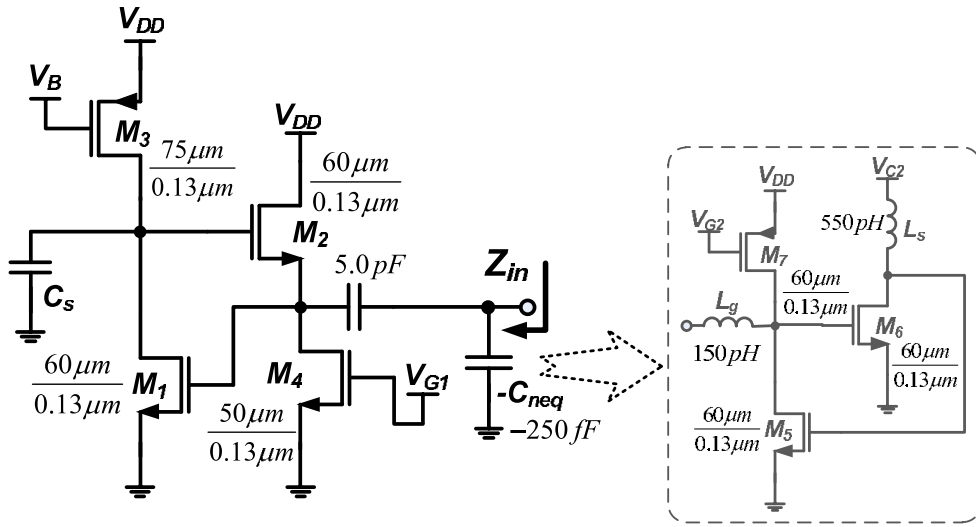 V_DD
V_B
M_3
75μm
0.13μm
V_DD
60μm
0.13μm
M_2
5.0pF
Z_in
C_s
60μm
0.13μm
M_1
M_4
V_G1
50μm
0.13μm
-C_neq
−250fF
V_DD
V_C2
V_G2
550pH
L_s
M_7
60μm
0.13μm
L_g
150pH
M_6
60μm
0.13μm
60μm
0.13μm
M_5